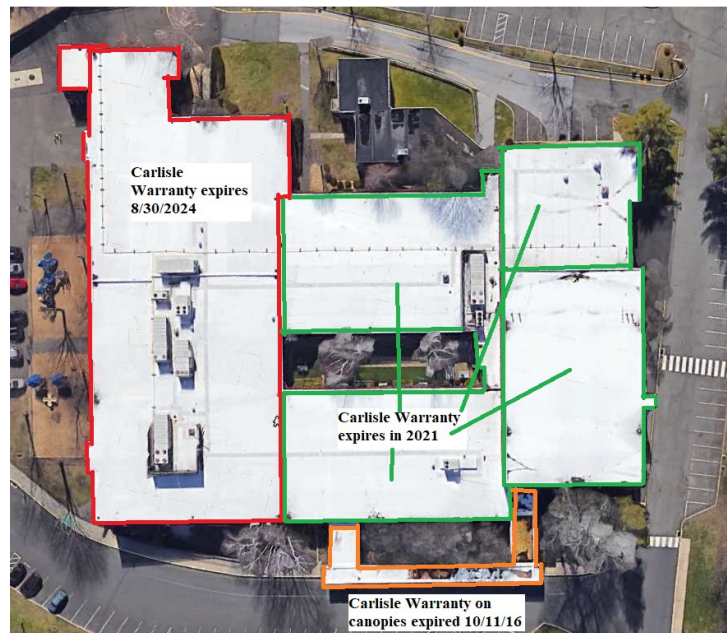 Carlisle
Warranty expires
8/30/2024
Carlisle Warranty
expires in 2021
Carlisle Warranty on
canopies expired 10/11/16